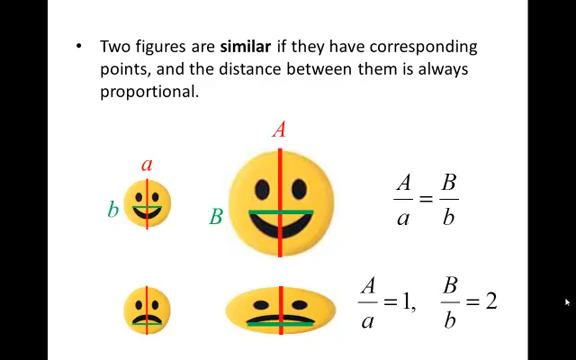 • Two figures are similar if they have corresponding
points, and the distance between them is always
proportional.
A
a
b
B
A/a = B/b
A/a = 1, B/b = 2